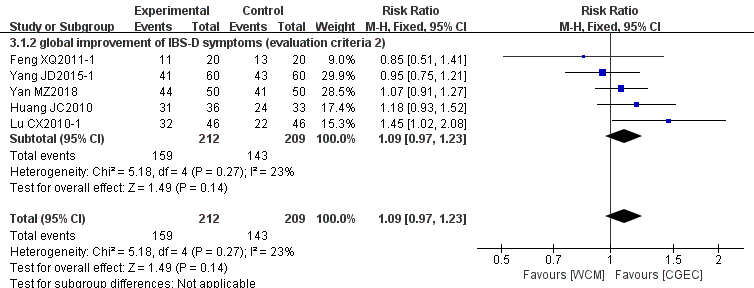 Experimental Control Risk Ratio Risk Ratio
Study or Subgroup Events Total Events Total Weight M-H, Fixed, 95% CI M-H, Fixed, 95% CI
3.1.2 global improvement of IBS-D symptoms (evaluation criteria 2)
Feng XQ2011-1 11 20 13 20 9.0% 0.85 [0.51, 1.41]
Yang JD2015-1 41 60 43 60 29.9% 0.95 [0.75, 1.21]
Yan MZ2018 44 50 41 50 28.5% 1.07 [0.91, 1.27]
Huang JC2010 31 36 24 33 17.4% 1.18 [0.93, 1.52]
Lu CX2010-1 32 46 22 46 15.3% 1.45 [1.02, 2.08]
Subtotal (95% CI) 212 209 100.0% 1.09 [0.97, 1.23]
Total events 159 143
Heterogeneity: Chi² = 5.18, df = 4 (P = 0.27); I² = 23%
Test for overall effect: Z = 1.49 (P = 0.14)
Total (95% CI) 212 209 100.0% 1.09 [0.97, 1.23]
Total events 159 143
Heterogeneity: Chi² = 5.18, df = 4 (P = 0.27); I² = 23%
Test for overall effect: Z = 1.49 (P = 0.14)
Test for subgroup differences: Not applicable
0.5 0.7 1 1.5 2
Favours [WCM] Favours [CGEC]